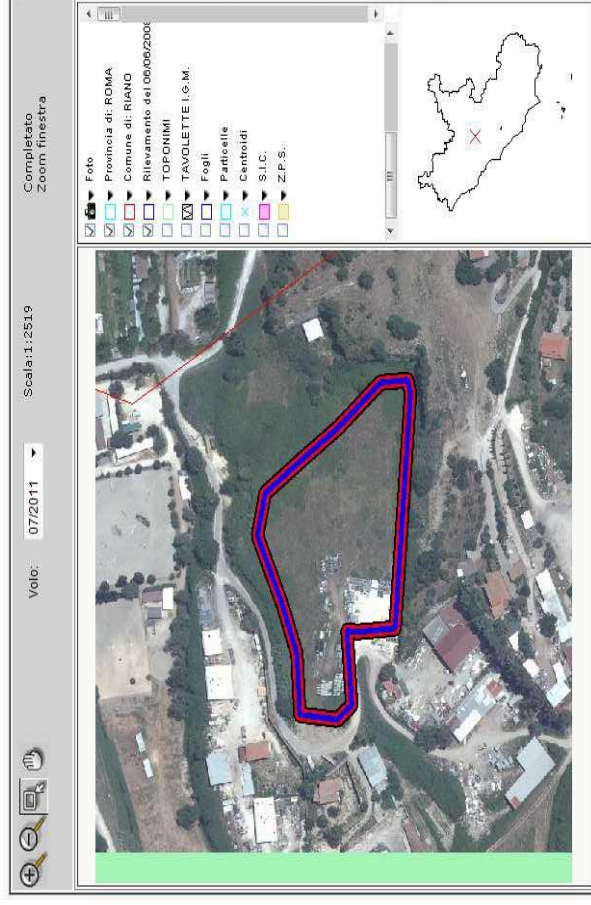 Volo:
07/2011
Scala:1:2519
Completato
Zoom finestra
Foto
Provincia di: ROMA
Comune di: RIANO
Rilevamento del 06/06/2008
TOPONIMI
TAVOLETTE I.G.M.
Fogli
Particelle
Centroidi
S.I.C.
Z.P.S.